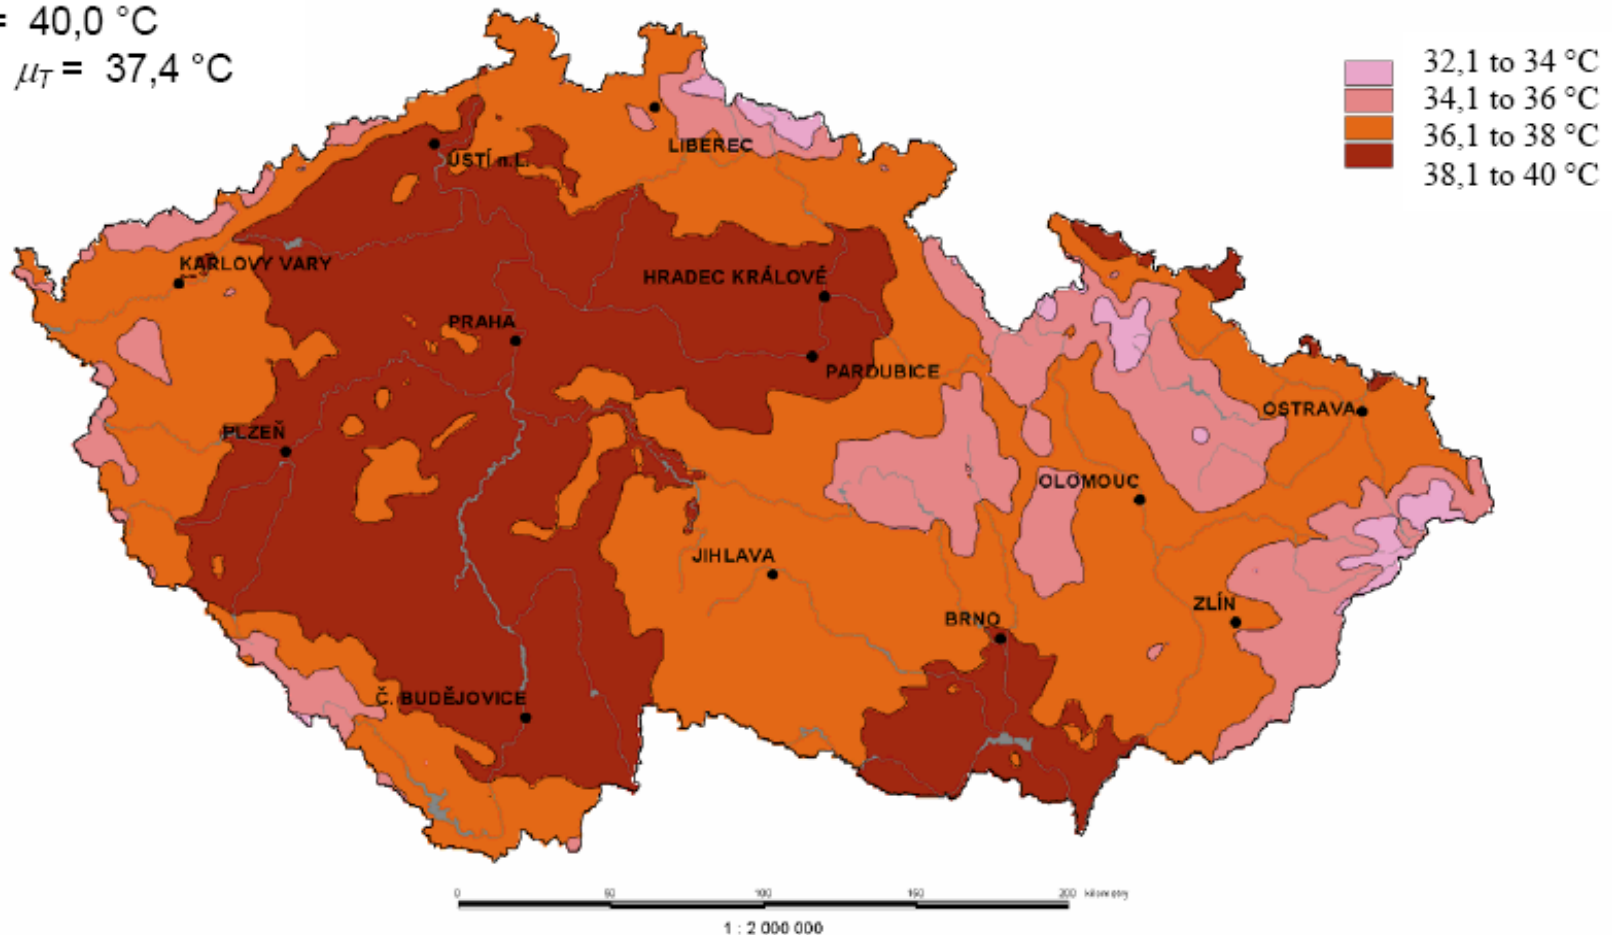 = 40,0 °C
μT = 37,4 °C
32,1 to 34 °C
34,1 to 36 °C
36,1 to 38 °C
38,1 to 40 °C
LIBEREC
ÚSTÍ n.L.
KARLOVY VARY
HRADEC KRÁLOVÉ
PRAHA
PARDUBICE
OSTRAVA
PLZEŇ
OLOMOUC
JIHLAVA
ZLÍN
BRNO
Č. BUDĚJOVICE
0 50 100 150 200 kilometry
1 : 2 000 000